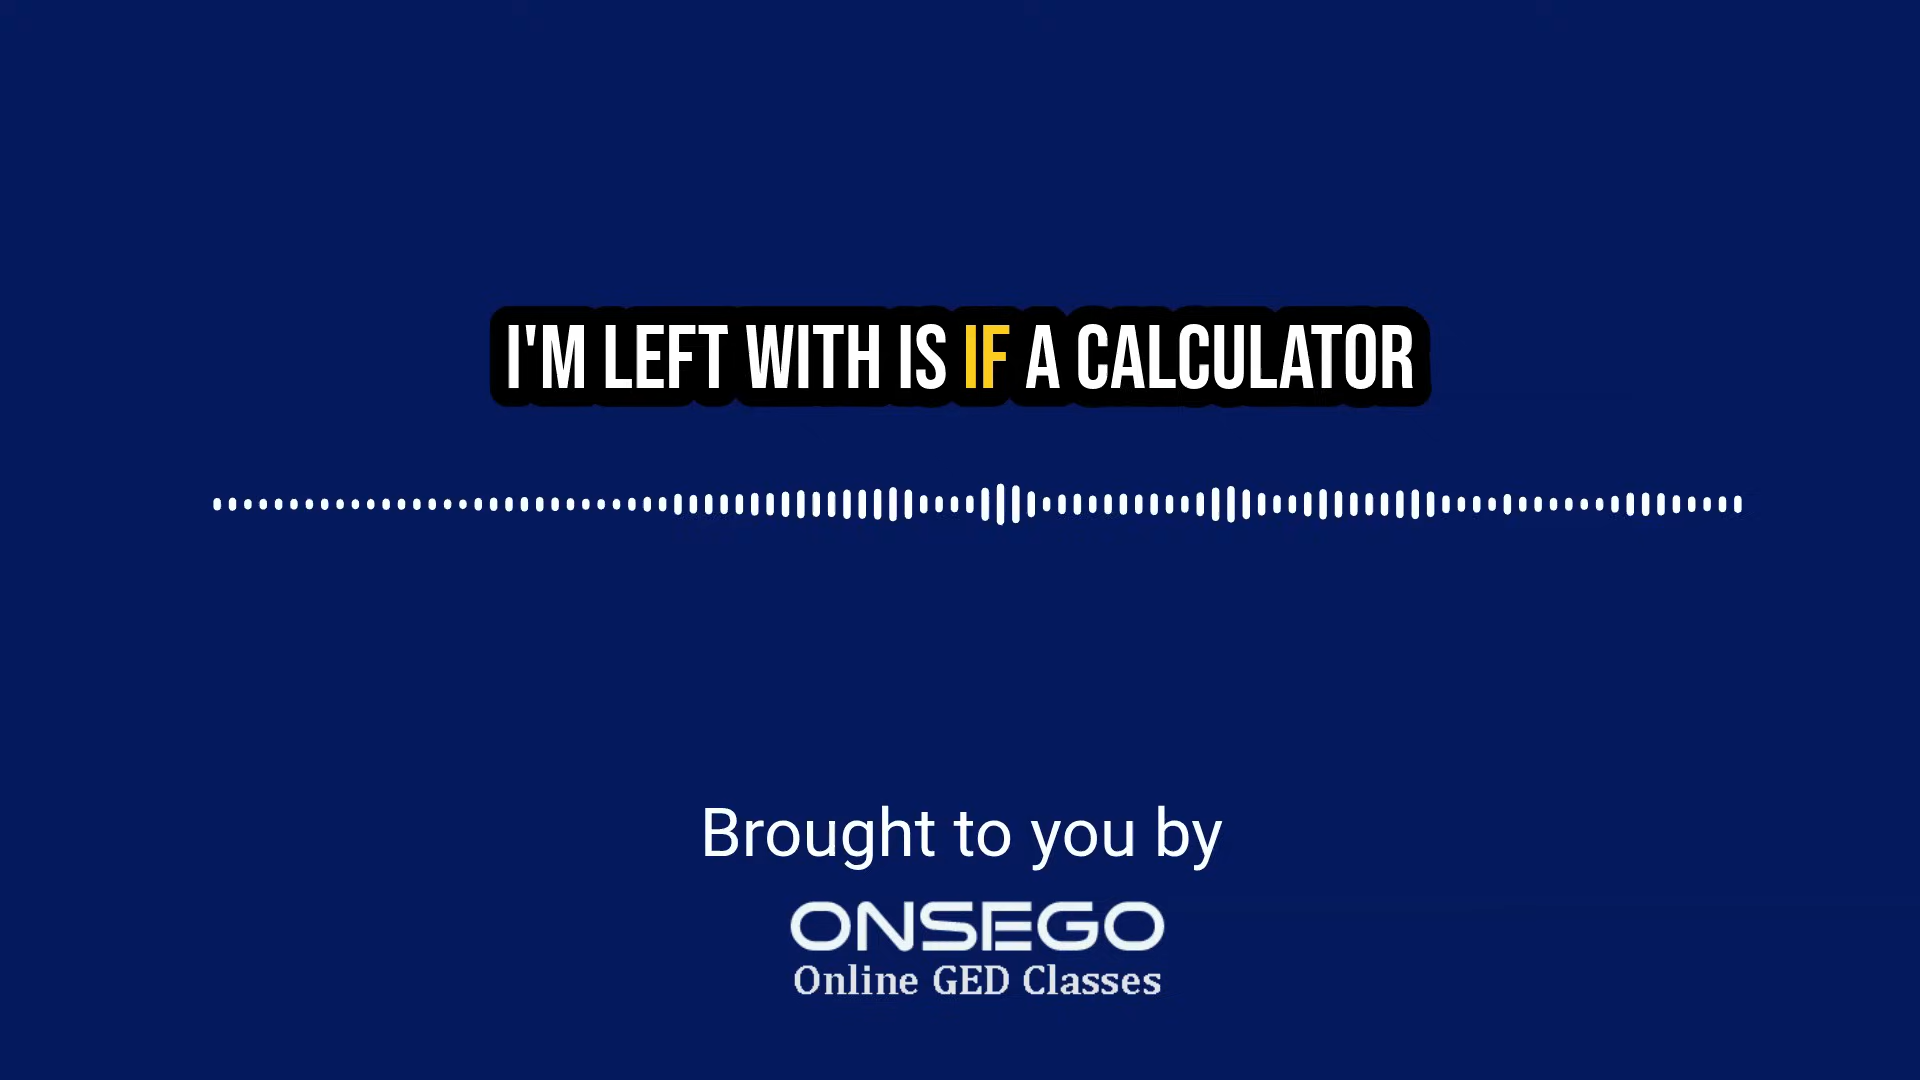 I'M LEFT WITH IS IF A CALCULATOR
Brought to you by
ONSEGO
Online GED Classes